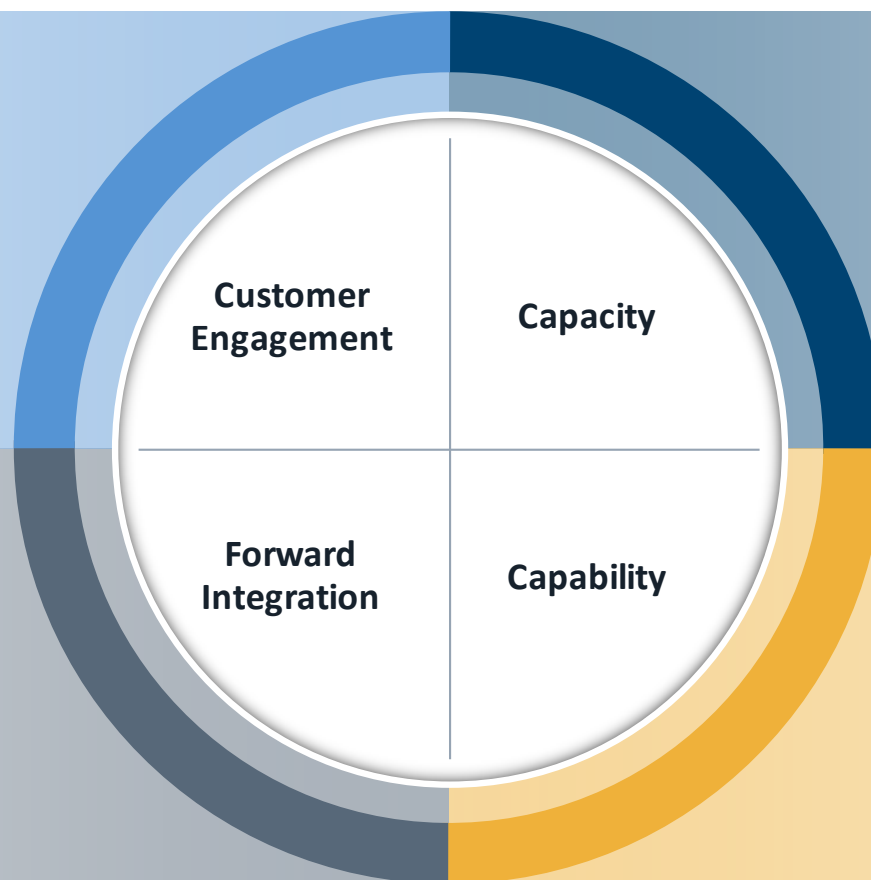 Customer
Engagement
Capacity
Forward
Integration
Capability